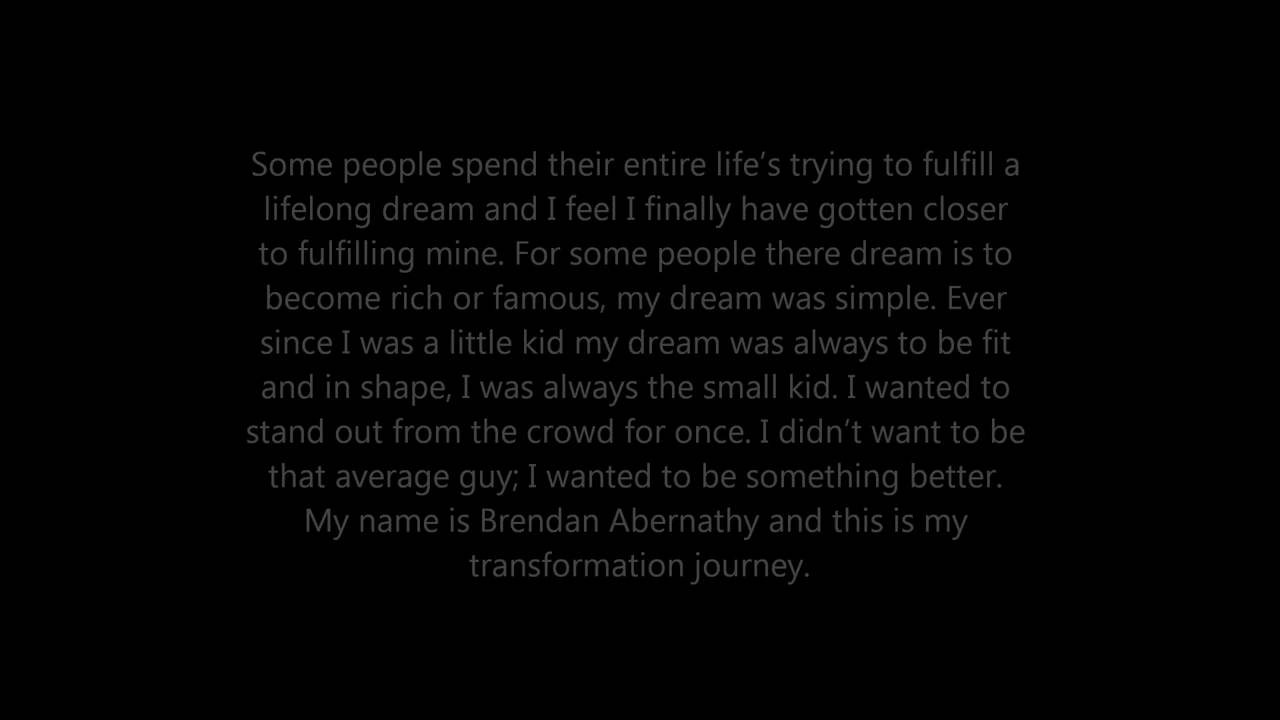 Some people spend their entire life’s trying to fulfill a
lifelong dream and I feel I finally have gotten closer
to fulfilling mine. For some people there dream is to
become rich or famous, my dream was simple. Ever
since I was a little kid my dream was always to be fit
and in shape, I was always the small kid. I wanted to
stand out from the crowd for once. I didn’t want to be
that average guy; I wanted to be something better.
My name is Brendan Abernathy and this is my
transformation journey.